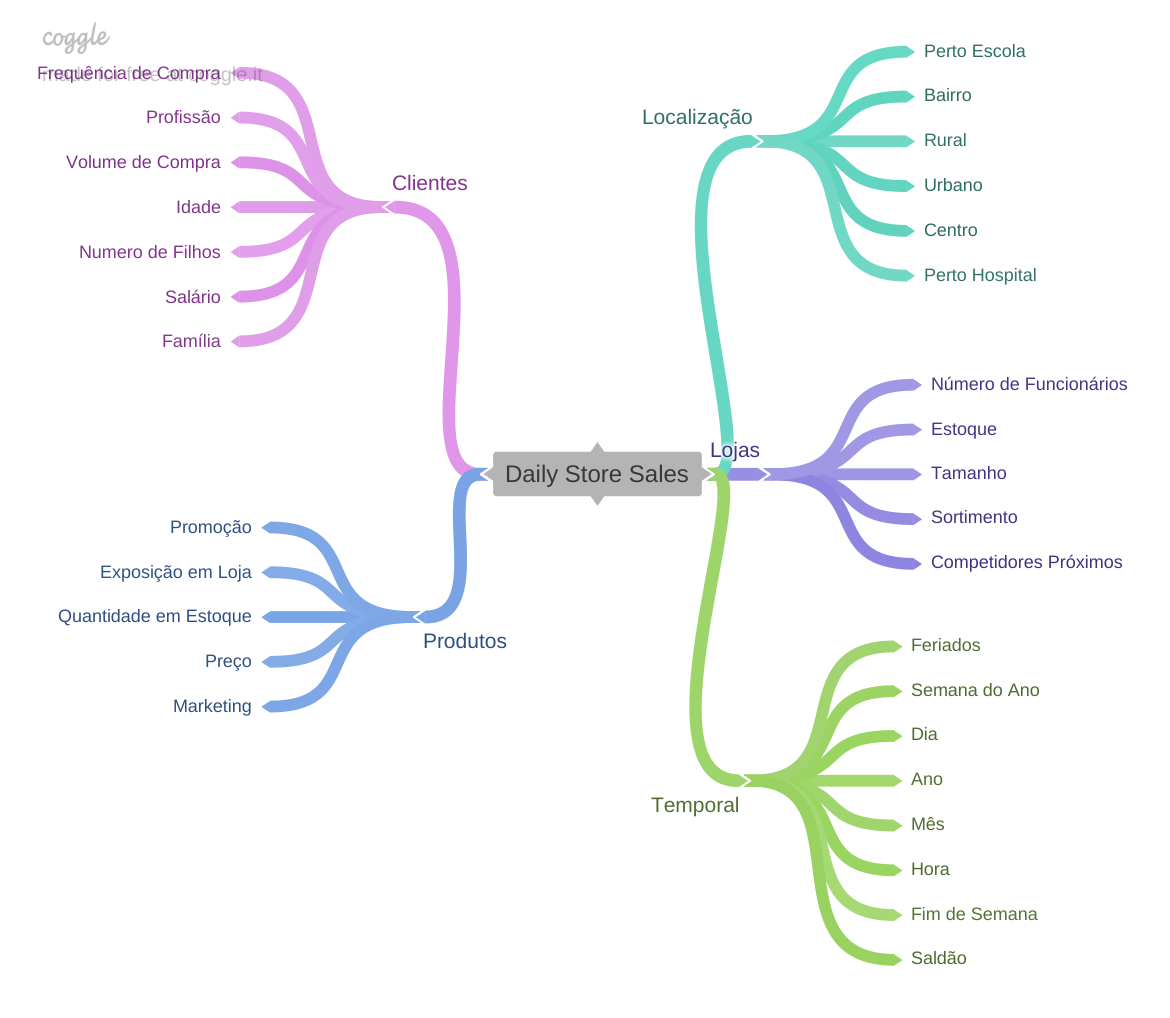 coggle
made for free at coggle.it
Clientes
Frequência de Compra
Profissão
Volume de Compra
Idade
Numero de Filhos
Salário
Família
Daily Store Sales
Produtos
Promoção
Exposição em Loja
Quantidade em Estoque
Preço
Marketing
Localização
Perto Escola
Bairro
Rural
Urbano
Centro
Perto Hospital
Lojas
Número de Funcionários
Estoque
Tamanho
Sortimento
Competidores Próximos
Temporal
Feriados
Semana do Ano
Dia
Ano
Mês
Hora
Fim de Semana
Saldão